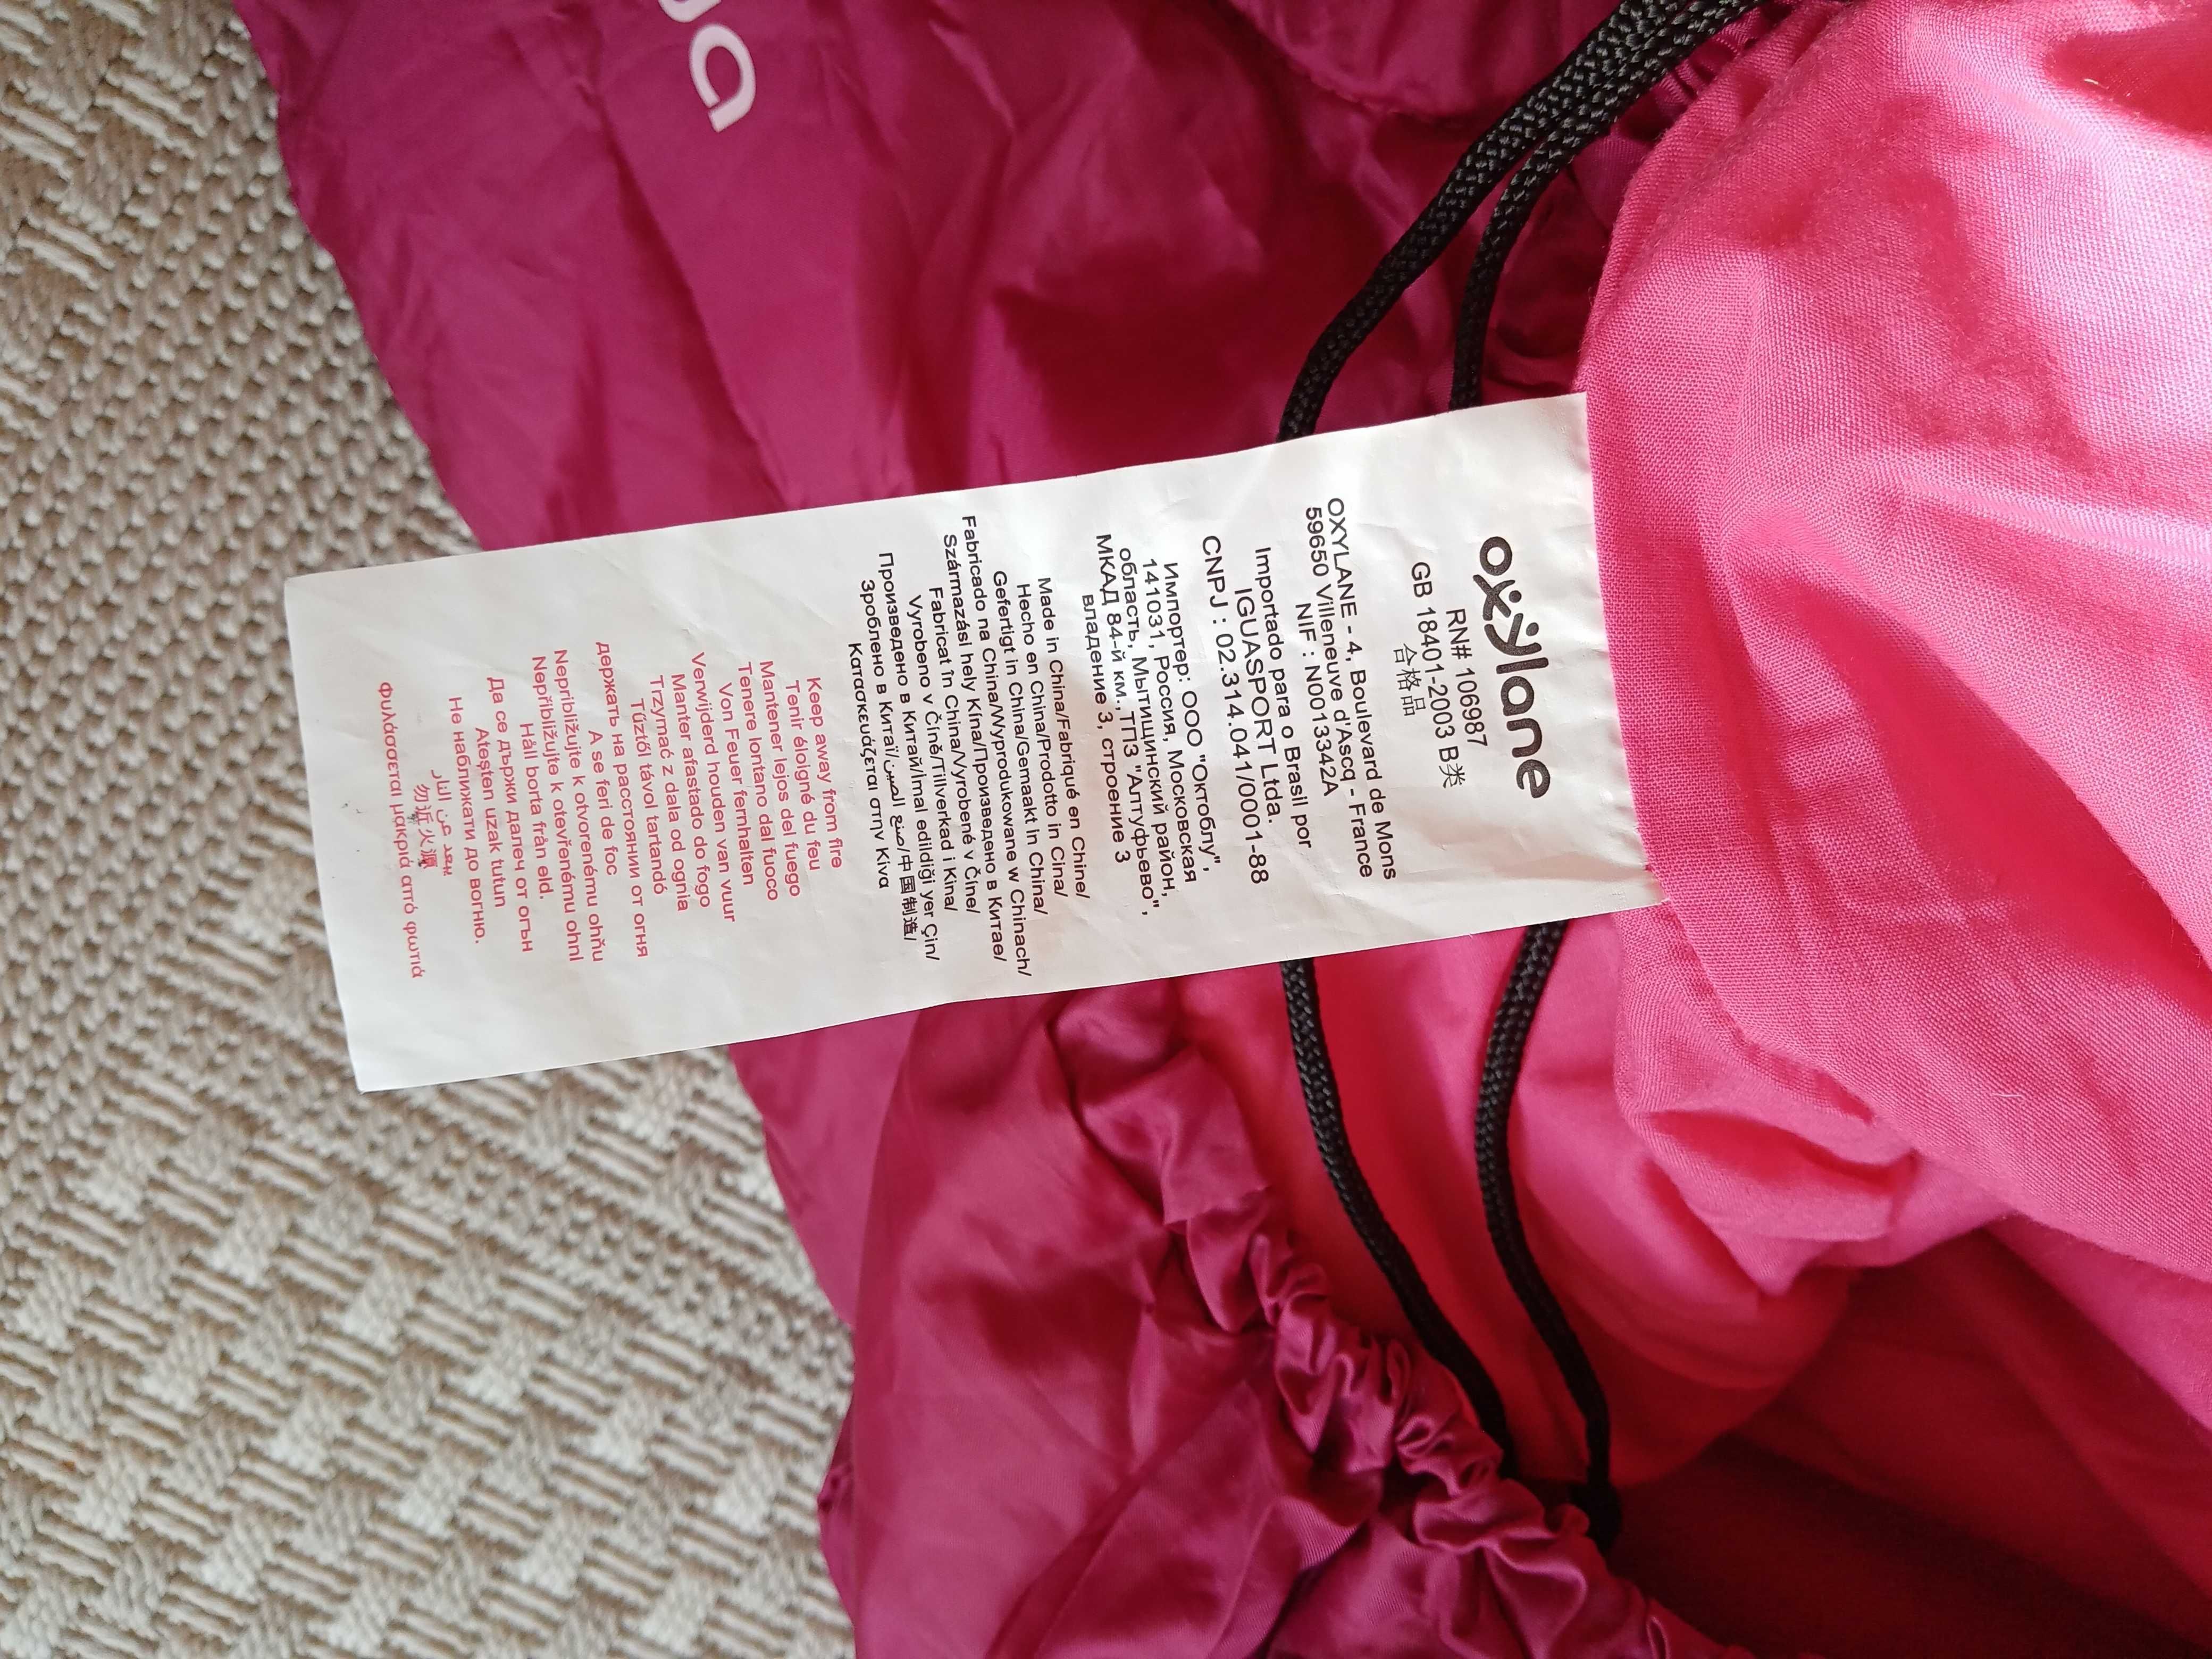 oxylane
RN# 106987
GB 18401-2003 B类
合格品
OXYLANE - 4, Boulevard de Mons
59650 Villeneuve d'Ascq - France
NIF : N0013342A
Importado para o Brasil por
IGUASPORT Ltda.
CNPJ : 02.314.041/0001-88
Импортер: ООО "Октоблу",
141031, Россия, Московская
область, Мытищинский район,
МКАД 84-й км., ТПЗ "Алтуфьево",
владение 3, строение 3
Made in China/Fabriqué en Chine/
Hecho en China/Prodotto in Cina/
Gefertigt in China/Gemaakt in China/
Fabricado na China/Wyprodukowane w Chinach/
Származási hely Kína/Произведено в Китае/
Fabricat în China/Vyrobené v Číne/
Vyrobeno v Číně/Tillverkad i Kina/
Произведено в Китай/Imal edildiği yer Çin/
Зроблено в Китаї/صنع الصين/中国制造/
Κατασκευάζεται στην Κίνα
Keep away from fire
Tenir éloigné du feu
Mantener lejos del fuego
Tenere lontano dal fuoco
Von Feuer fernhalten
Verwijderd houden van vuur
Manter afastado do fogo
Trzymać z dala od ognia
Tűztől távol tartandó
держать на расстоянии от огня
A se feri de foc
Nepribližujte k otvorenému ohňu
Nepřibližujte k otevřenému ohni
Håll borta från eld.
Да се държи далеч от огън
Ateşten uzak tutun
Не наближати до вогню.
يبعد عن النار
勿近火源
Φυλάσσεται μακριά από φωτιά